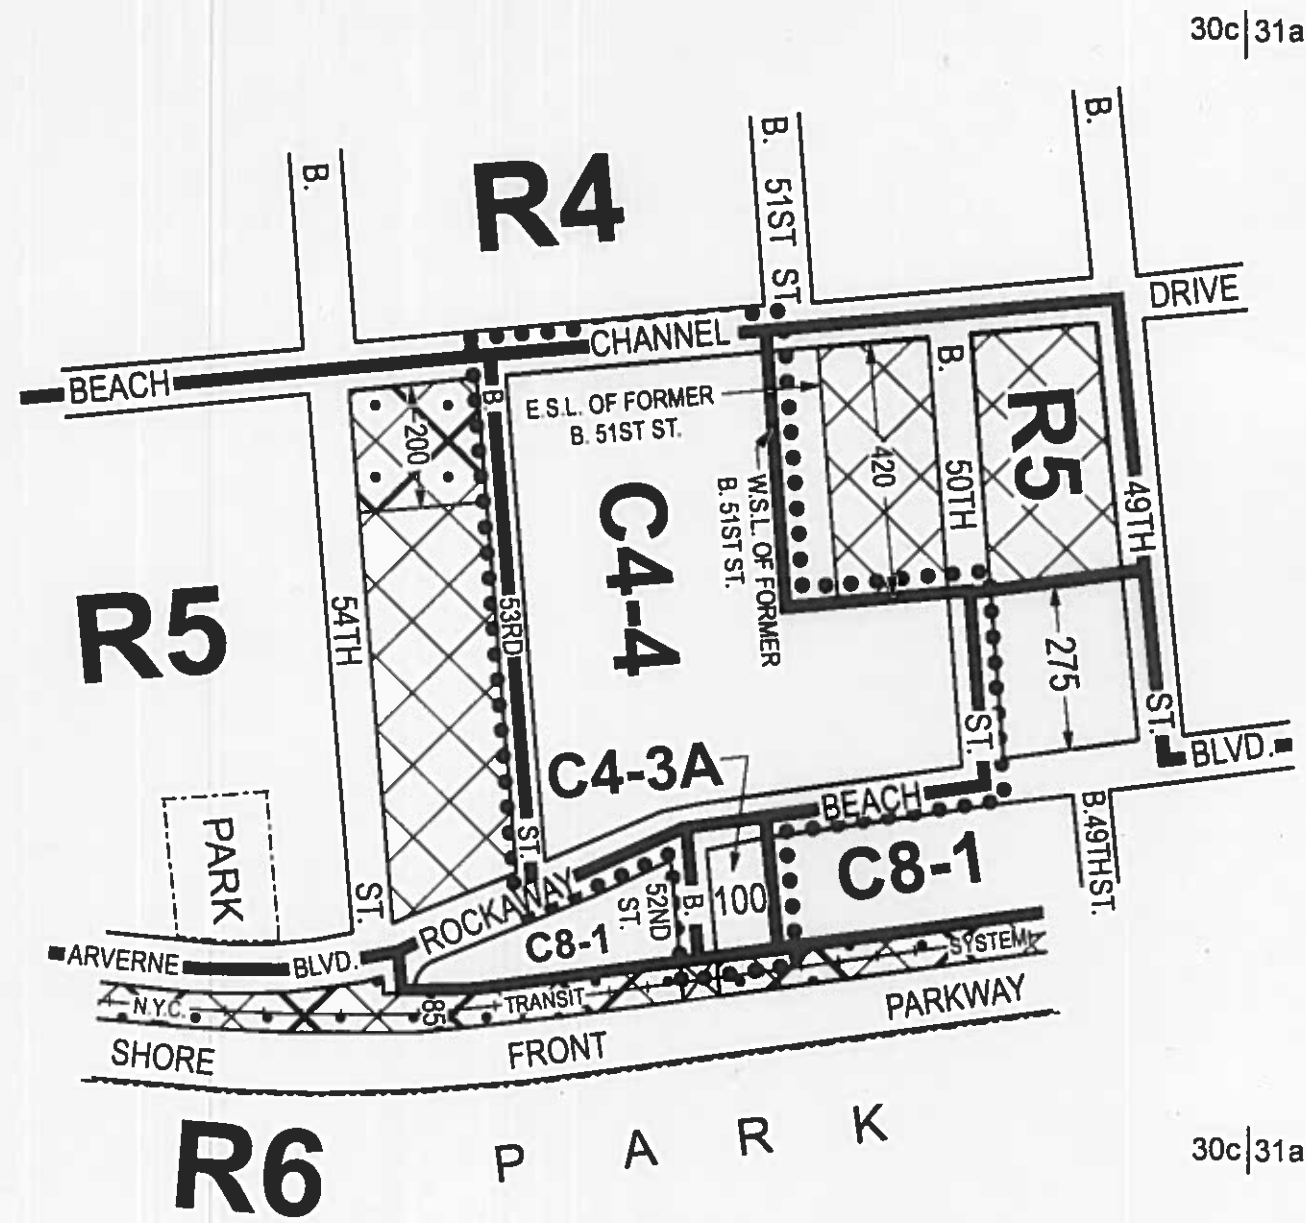 30c|31a
B.
B. 51ST ST.
B.
R4
DRIVE
CHANNEL
BEACH
E.S.L. OF FORMER
B. 51ST ST.
B.
B.
200
420
50TH
R5
49TH
W.S.L. OF FORMER
B. 51ST ST.
C4-4
R5
54TH
53RD
275
ST.
ST.
C4-3A
BLVD.
BEACH
PARK
ST.
ST.
B.49THST.
C8-1
ROCKAWAY
52ND
ST.
B.
100
C8-1
ARVERNE
BLVD.
SYSTEM
N.Y.C.
85
TRANSIT
PARKWAY
SHORE
FRONT
R6
PARK
30c|31a